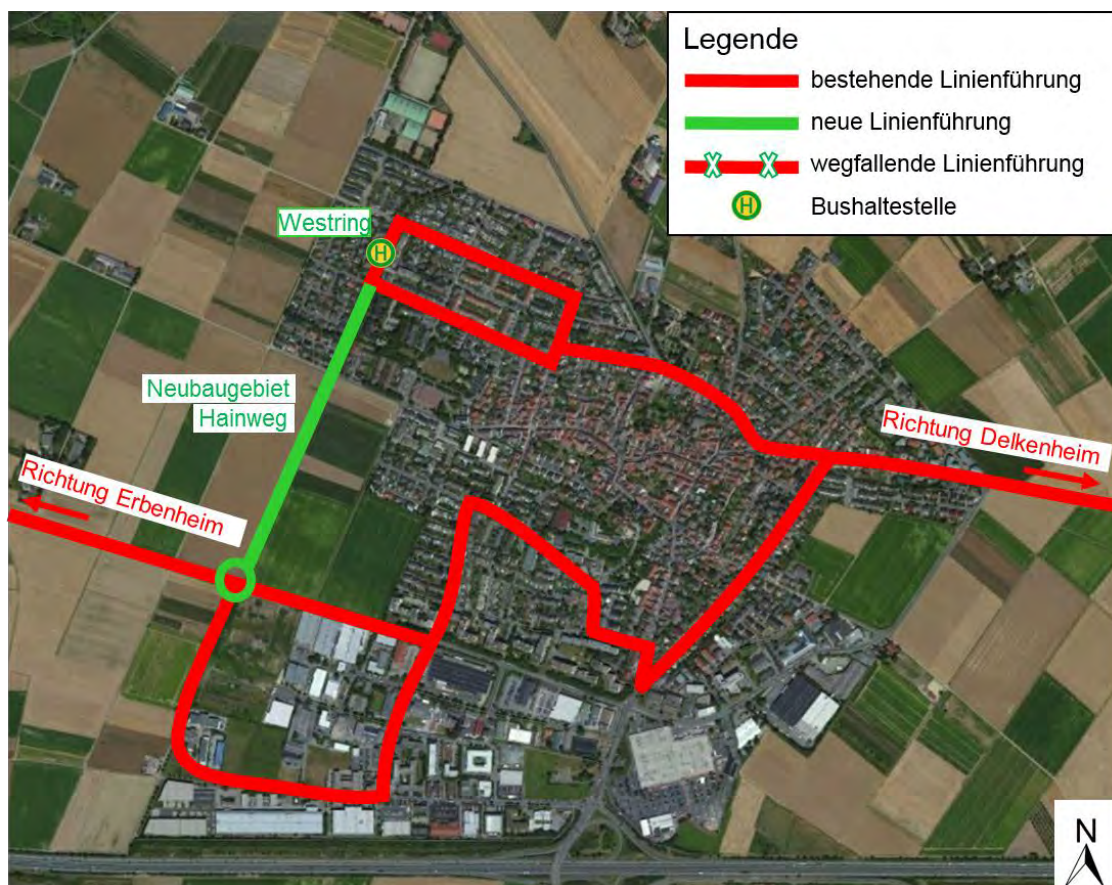 Legende
bestehende Linienführung
neue Linienführung
X X
wegfallende Linienführung
H
Bushaltestelle
Westring
H
Neubaugebiet
Hainweg
Richtung Delkenheim
Richtung Erbenheim
N